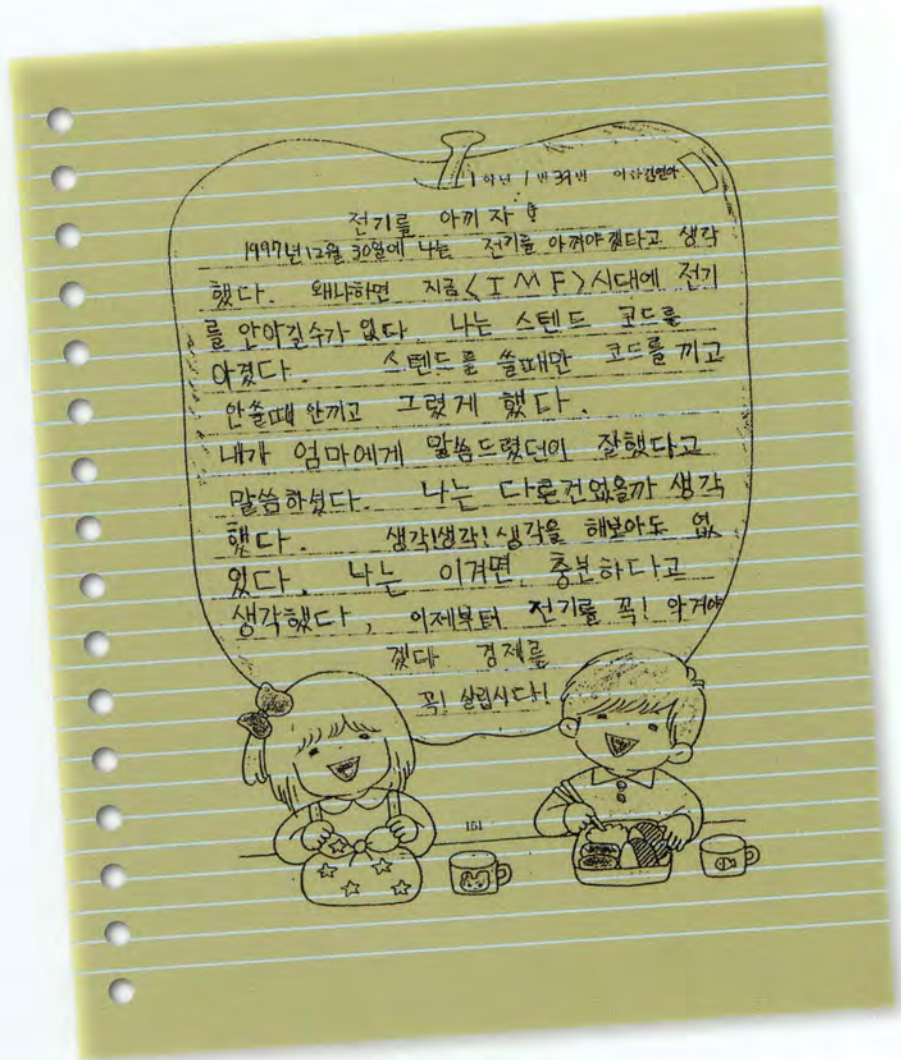 1학년 1반 39번 이름김연아
전기를 아끼자!
1997년12월 30일에 나는 전기를 아껴야겠다고 생각
했다. 왜냐하면 지금<IMF>시대에 전기
를 안아낄수가 없다. 나는 스텐드 코드를
아꼈다. 스텐드를 쓸때만 코드를끼고
안쓸때 안끼고 그렇게 했다.
내가 엄마에게 말씀드렸던이 잘했다고
말씀하셨다. 나는 다른건없을까 생각
했다. 생각!생각!생각을 해보아도 없
었다. 나는 이거면 충분하다고
생각했다, 이제부터 전기를 꼭! 아껴야
겠다 경제를
꼭! 살립시다!
151